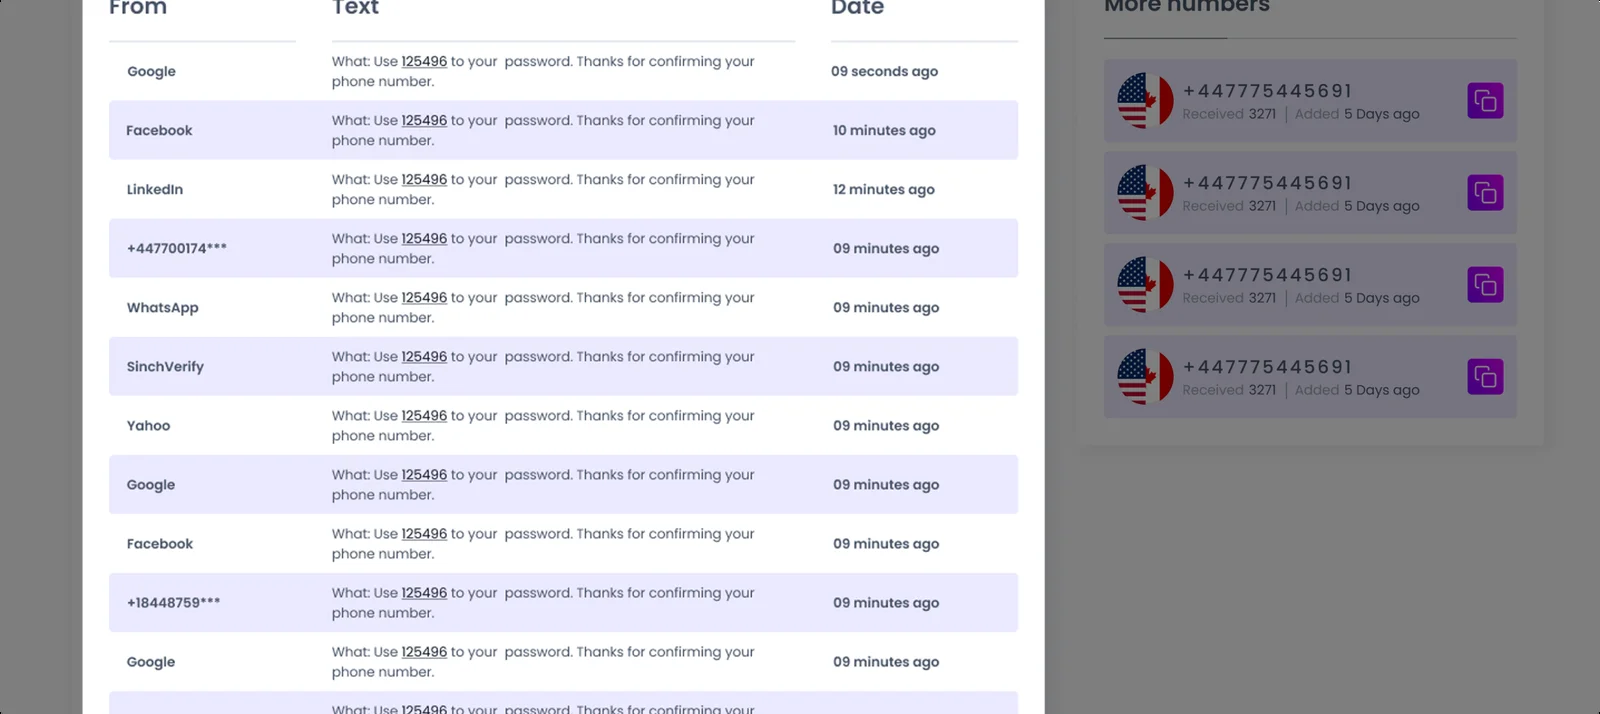 From Text Date
Google What: Use 125496 to your password. Thanks for confirming your 09 seconds ago
phone number.
Facebook What: Use 125496 to your password. Thanks for confirming your 10 minutes ago
phone number.
LinkedIn What: Use 125496 to your password. Thanks for confirming your 12 minutes ago
phone number.
+447700174*** What: Use 125496 to your password. Thanks for confirming your 09 minutes ago
phone number.
WhatsApp What: Use 125496 to your password. Thanks for confirming your 09 minutes ago
phone number.
SinchVerify What: Use 125496 to your password. Thanks for confirming your 09 minutes ago
phone number.
Yahoo What: Use 125496 to your password. Thanks for confirming your 09 minutes ago
phone number.
Google What: Use 125496 to your password. Thanks for confirming your 09 minutes ago
phone number.
Facebook What: Use 125496 to your password. Thanks for confirming your 09 minutes ago
phone number.
+18448759*** What: Use 125496 to your password. Thanks for confirming your 09 minutes ago
phone number.
Google What: Use 125496 to your password. Thanks for confirming your 09 minutes ago
phone number.
What: Use 125496 to your password. Thanks for confirming your
More numbers
+447775445691
Received 3271 | Added 5 Days ago
+447775445691
Received 3271 | Added 5 Days ago
+447775445691
Received 3271 | Added 5 Days ago
+447775445691
Received 3271 | Added 5 Days ago